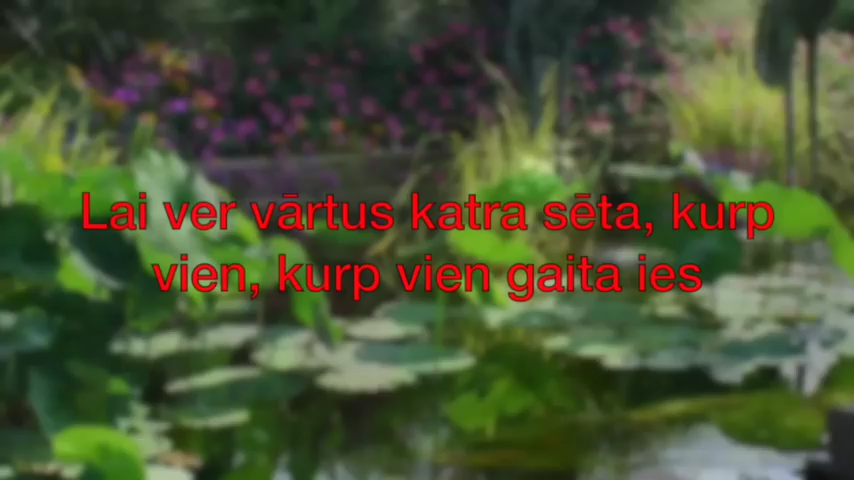 Lai ver vārtus katra sēta, kurp
vien, kurp vien gaita ies